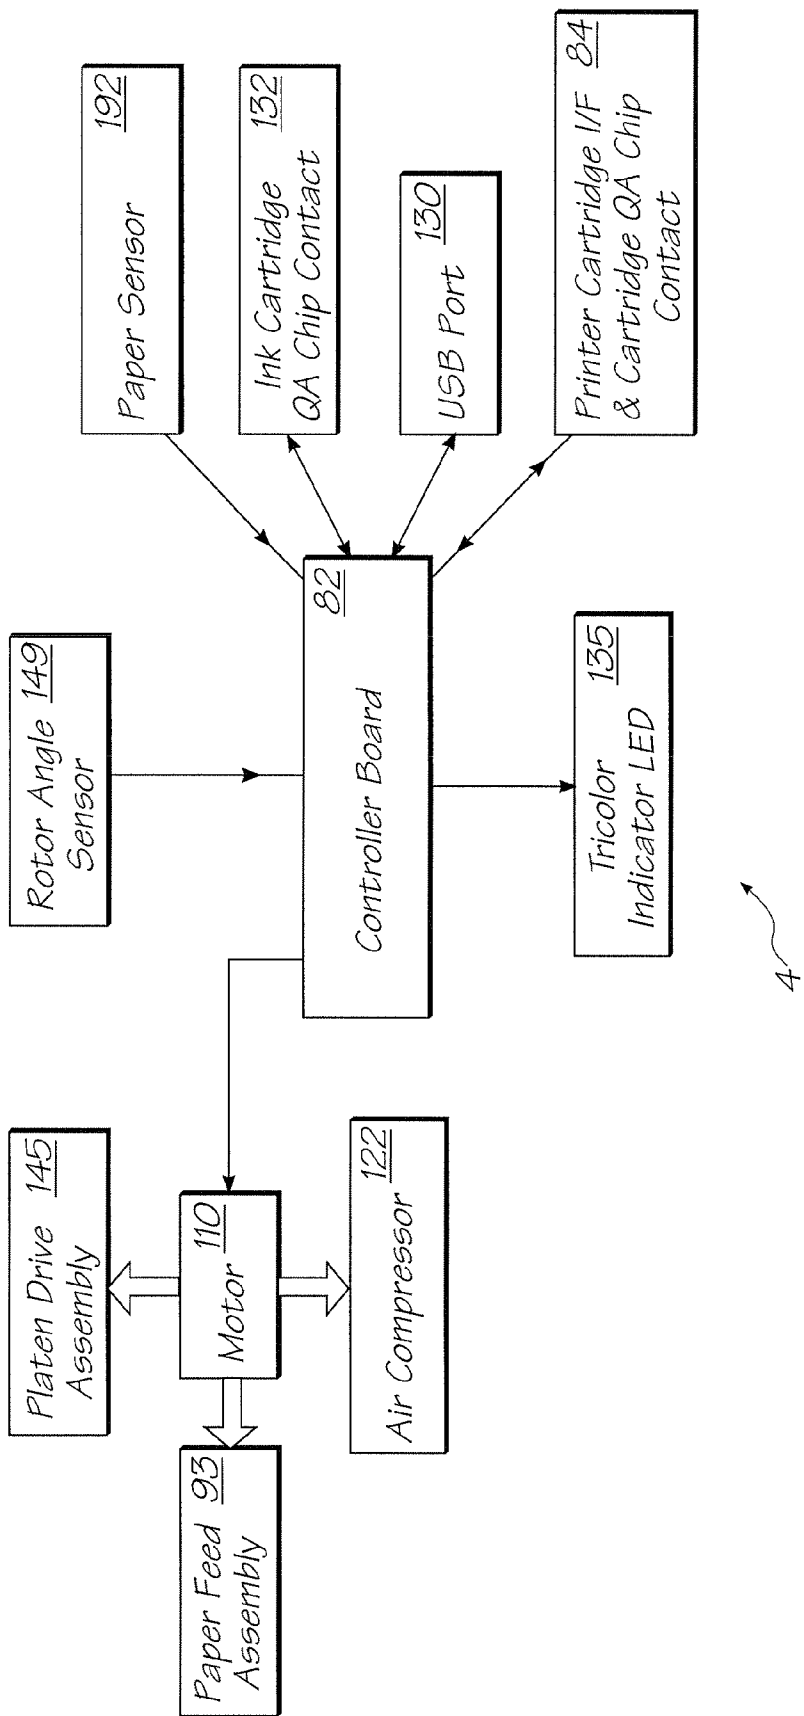 Paper Feed 93
Assembly
Platen Drive 145
Assembly
Motor 110
Air Compressor 122
Rotor Angle 149
Sensor
Controller Board 82
Tricolor 135
Indicator LED
Paper Sensor 192
Ink Cartridge 132
QA Chip Contact
USB Port 130
Printer Cartridge I/F 84
& Cartridge QA Chip
Contact
4